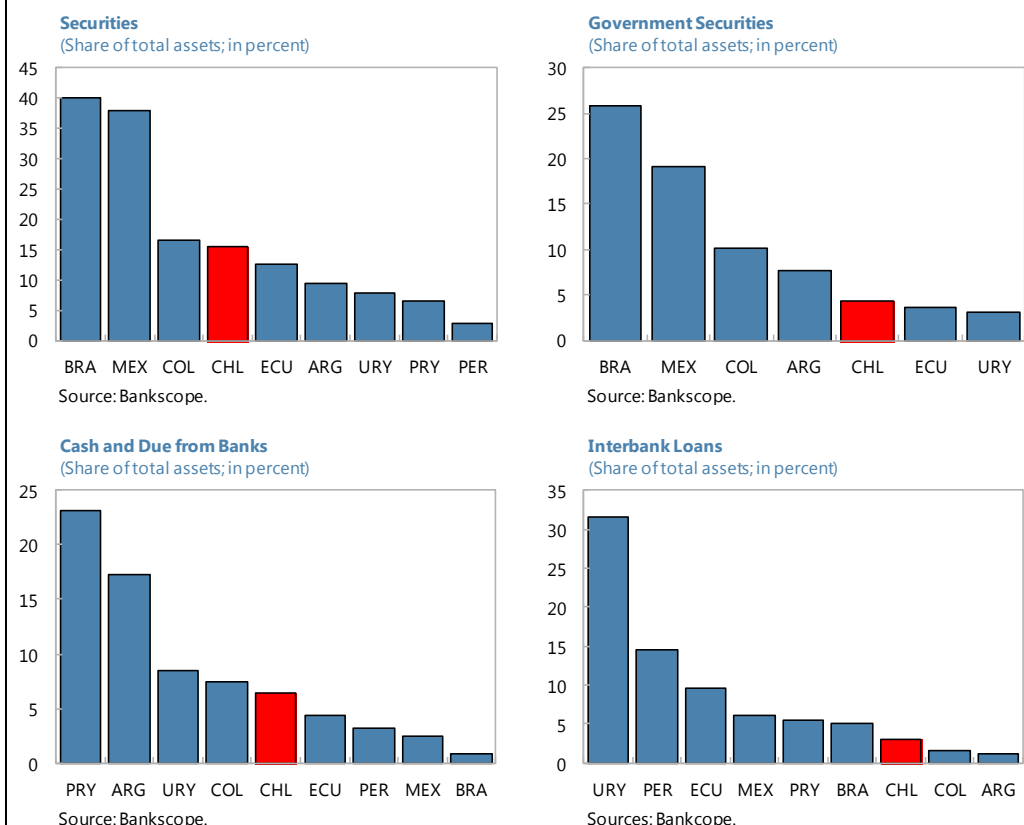 Securities
(Share of total assets; in percent)
45
40
35
30
25
20
15
10
5
0
BRA MEX COL CHL ECU ARG URY PRY PER
Source: Bankscope.
Government Securities
(Share of total assets; in percent)
30
25
20
15
10
5
0
BRA MEX COL ARG CHL ECU URY
Source: Bankscope.
Cash and Due from Banks
(Share of total assets; in percent)
25
20
15
10
5
0
PRY ARG URY COL CHL ECU PER MEX BRA
Source: Bankscope.
Interbank Loans
(Share of total assets; in percent)
35
30
25
20
15
10
5
0
URY PER ECU MEX PRY BRA CHL COL ARG
Sources: Bankcope.